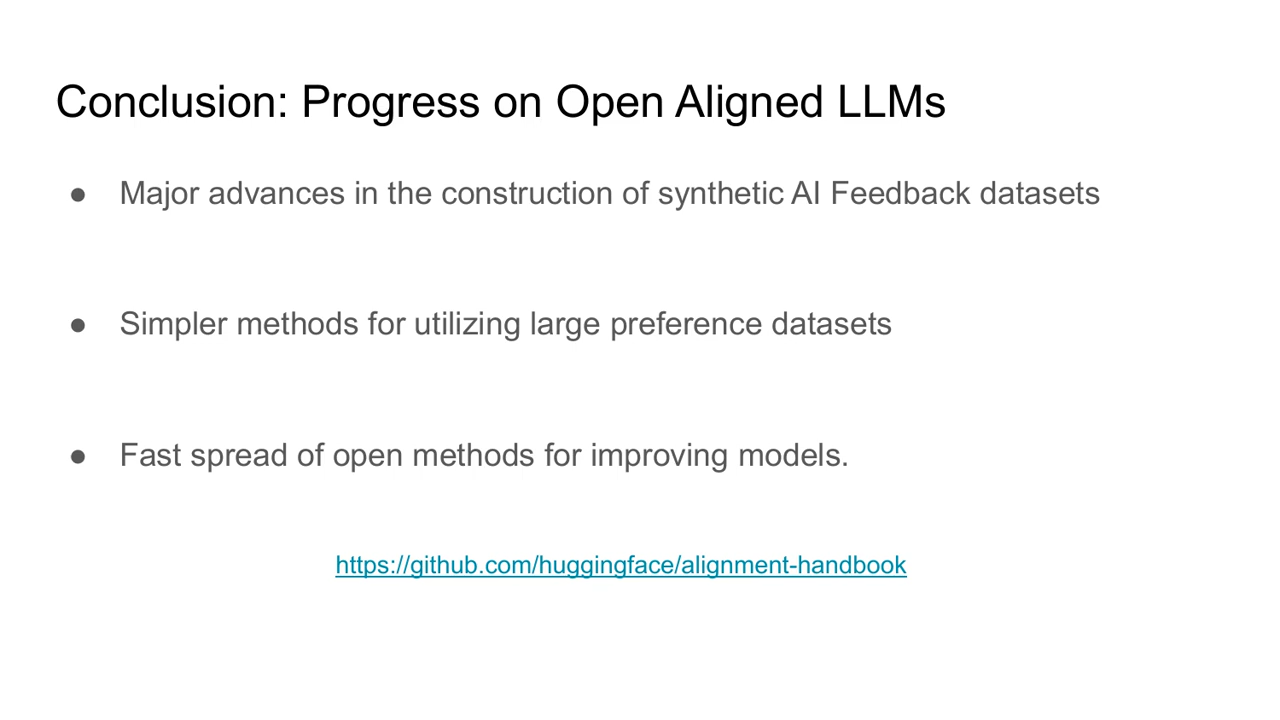 Conclusion: Progress on Open Aligned LLMs
● Major advances in the construction of synthetic AI Feedback datasets
● Simpler methods for utilizing large preference datasets
● Fast spread of open methods for improving models.
https://github.com/huggingface/alignment-handbook